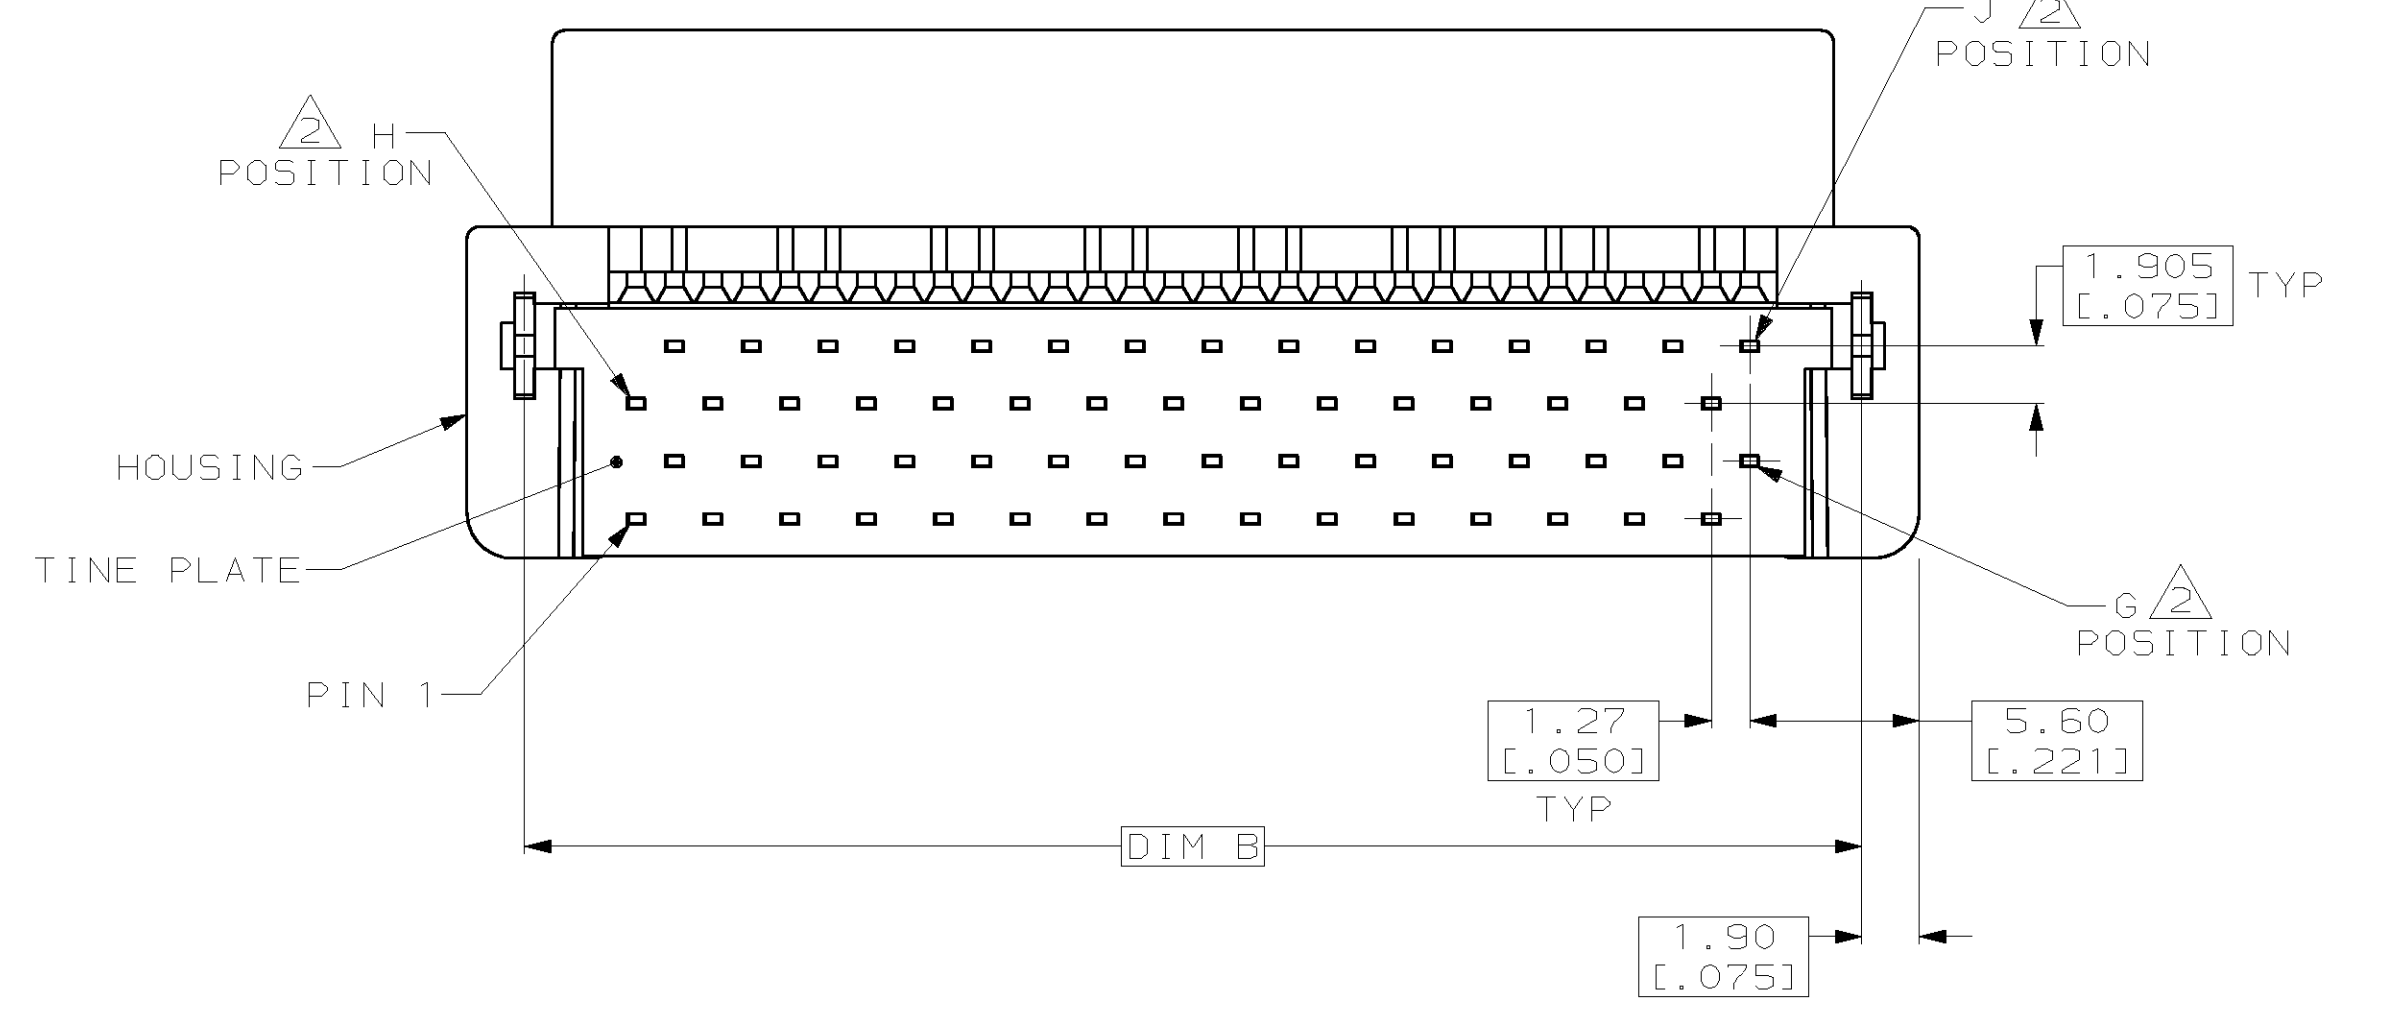 J 2
POSITION
2 H
POSITION
1.905
[.075]
TYP
HOUSING
TINE PLATE
G 2
POSITION
PIN 1
1.27
[.050]
TYP
5.60
[.221]
DIM B
1.90
[.075]